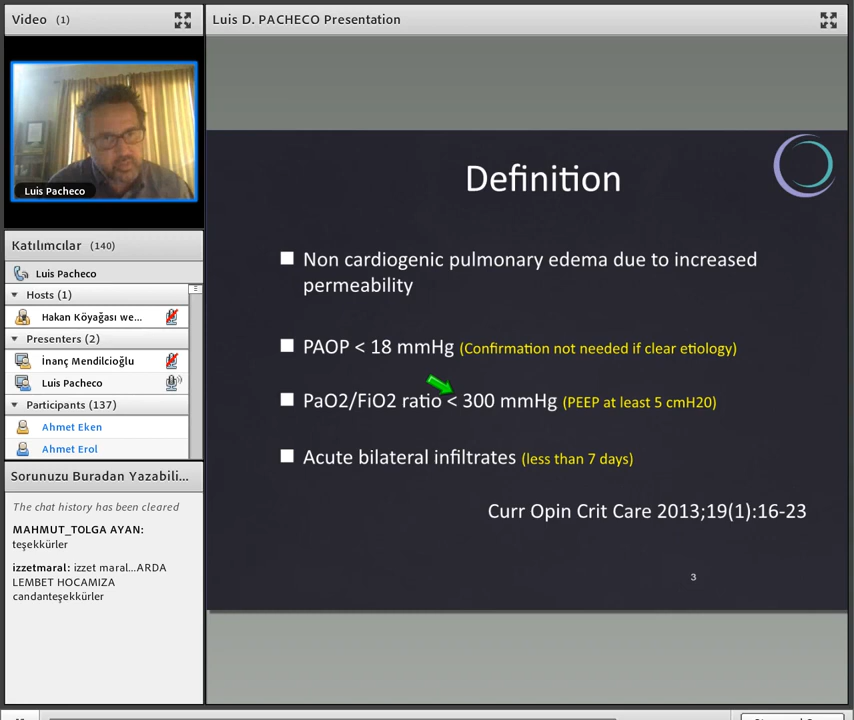 Video (1)
Luis Pacheco
Katılımcılar (140)
Luis Pacheco
Hosts (1)
Hakan Köyağası we...
Presenters (2)
İnanç Mendilcioğlu
Luis Pacheco
Participants (137)
Ahmet Eken
Ahmet Erol
Sorunuzu Buradan Yazabili...
The chat history has been cleared
MAHMUT_TOLGA AYAN:
teşekkürler
izzetmaral: izzet maral...ARDA
LEMBET HOCAMIZA
candanteşekkürler
Luis D. PACHECO Presentation
Definition
Non cardiogenic pulmonary edema due to increased
permeability
PAOP < 18 mmHg (Confirmation not needed if clear etiology)
PaO2/FiO2 ratio < 300 mmHg (PEEP at least 5 cmH20)
Acute bilateral infiltrates (less than 7 days)
Curr Opin Crit Care 2013;19(1):16-23
3